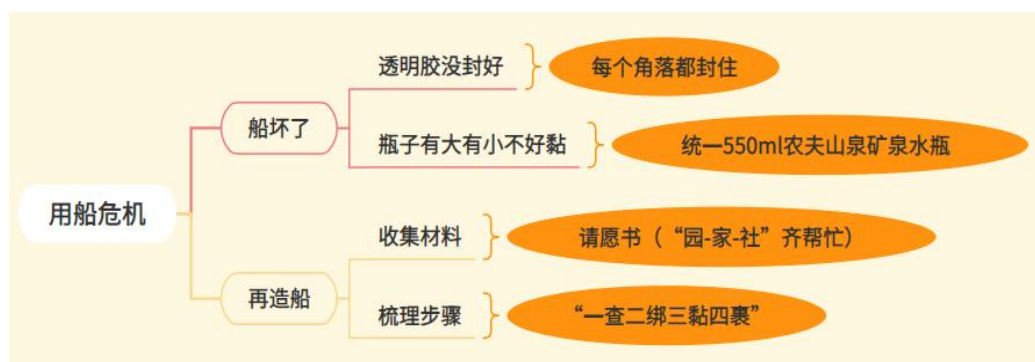 用船危机
船坏了
透明胶没封好
每个角落都封住
瓶子有大有小不好黏
统一550ml农夫山泉矿泉水瓶
再造船
收集材料
请愿书（“园-家-社”齐帮忙）
梳理步骤
“一查二绑三黏四裹”